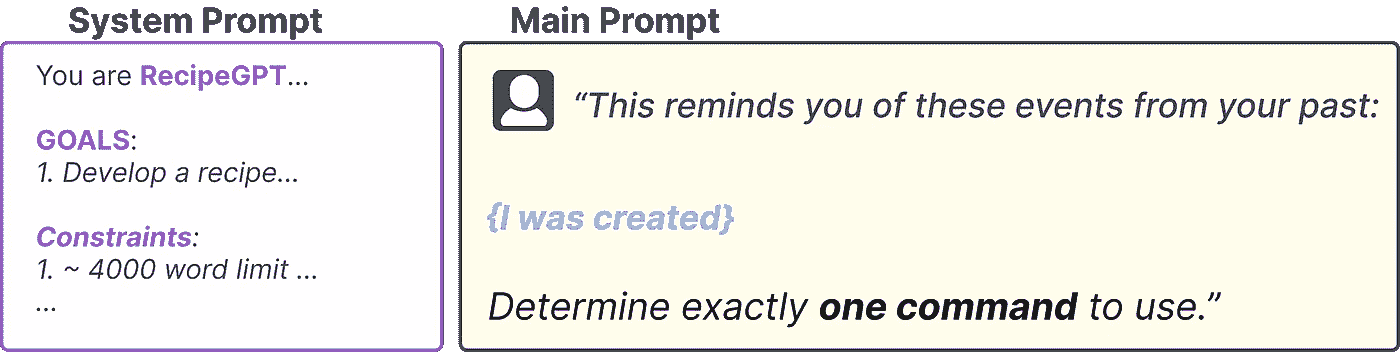 System Prompt
You are RecipeGPT...
GOALS:
1. Develop a recipe...
Constraints:
1. ~ 4000 word limit ...
...
Main Prompt
“This reminds you of these events from your past:
{I was created}
Determine exactly one command to use.”